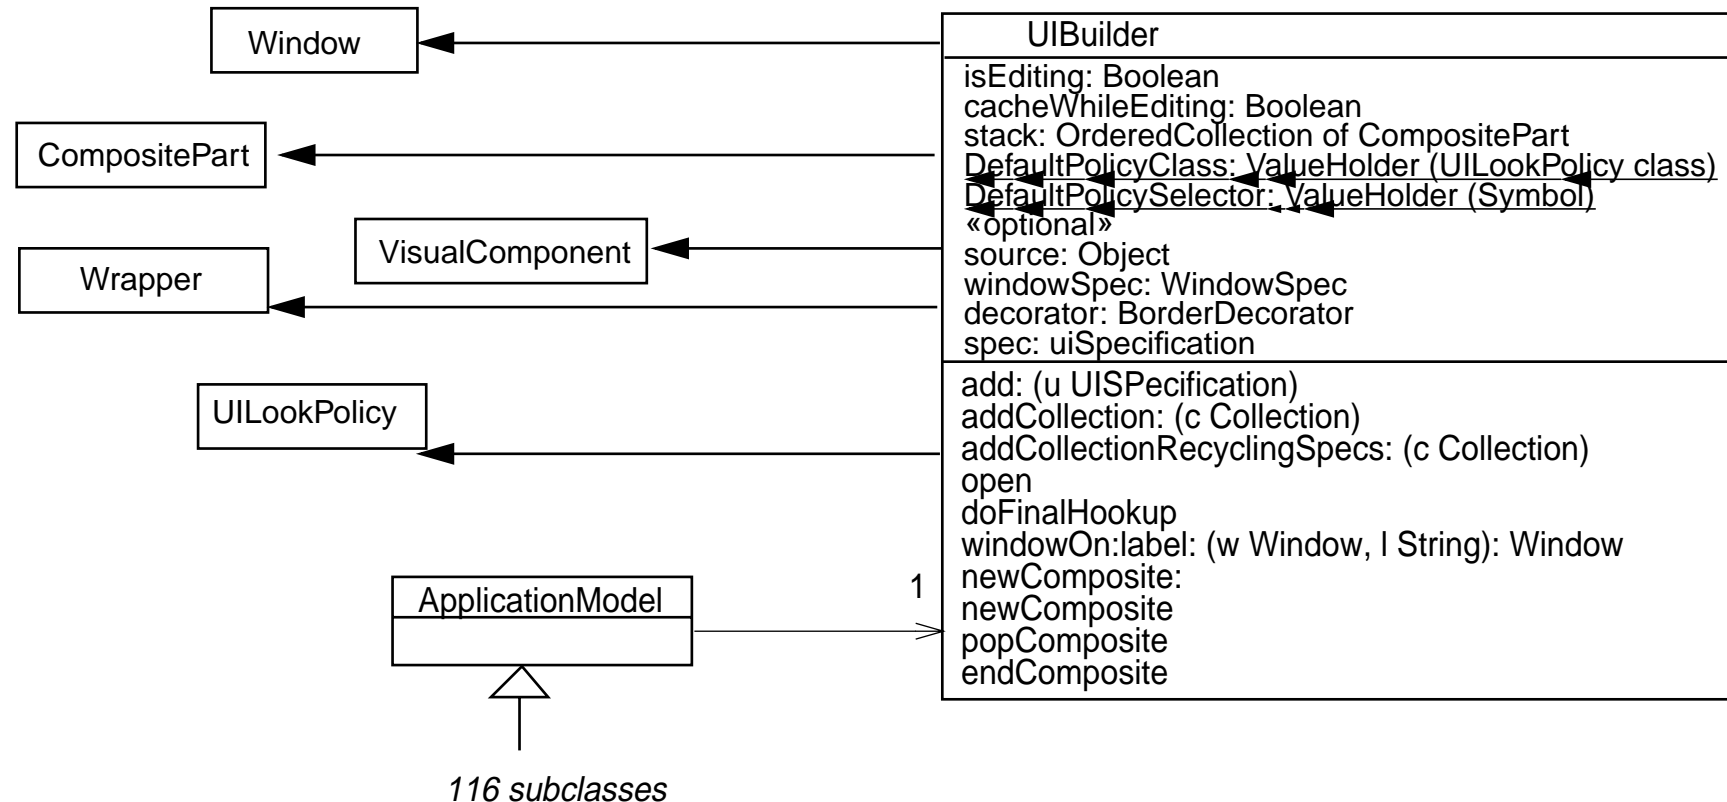 Window
CompositePart
VisualComponent
Wrapper
UILookPolicy
ApplicationModel
116 subclasses
1
UIBuilder
isEditing: Boolean
cacheWhileEditing: Boolean
stack: OrderedCollection of CompositePart
DefaultPolicyClass: ValueHolder (UILookPolicy class)
DefaultPolicySelector: ValueHolder (Symbol)
«optional»
source: Object
windowSpec: WindowSpec
decorator: BorderDecorator
spec: uiSpecification
add: (u UISPecification)
addCollection: (c Collection)
addCollectionRecyclingSpecs: (c Collection)
open
doFinalHookup
windowOn:label: (w Window, l String): Window
newComposite:
newComposite
popComposite
endComposite